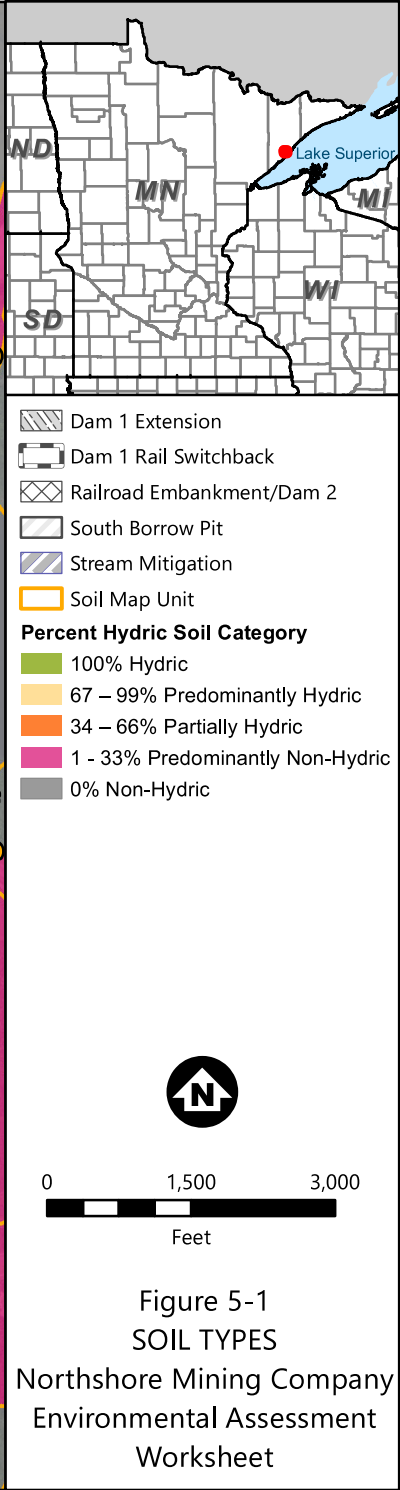 ND
MN
Lake Superior
MI
WI
SD
Dam 1 Extension
Dam 1 Rail Switchback
Railroad Embankment/Dam 2
South Borrow Pit
Stream Mitigation
Soil Map Unit
Percent Hydric Soil Category
100% Hydric
67 – 99% Predominantly Hydric
34 – 66% Partially Hydric
1 - 33% Predominantly Non-Hydric
0% Non-Hydric
N
0 1,500 3,000
Feet
Figure 5-1
SOIL TYPES
Northshore Mining Company
Environmental Assessment
Worksheet